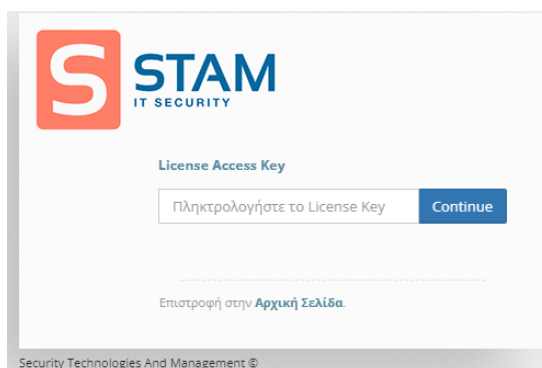 S STAM
IT SECURITY
License Access Key
Πληκτρολογήστε το License Key Continue
Επιστροφή στην Αρχική Σελίδα.
Security Technologies And Management ©